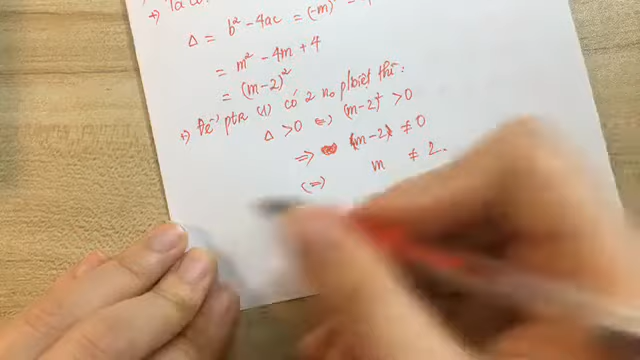 +) Ta có:
Δ = b² - 4ac = (-m)²
= m² - 4m + 4
= (m-2)²
+) Để ptr (1) có 2 n₀ pbiệt thì:
Δ > 0 <=> (m-2)² > 0
=> (m-2) ≠ 0
(=) m ≠ 2.